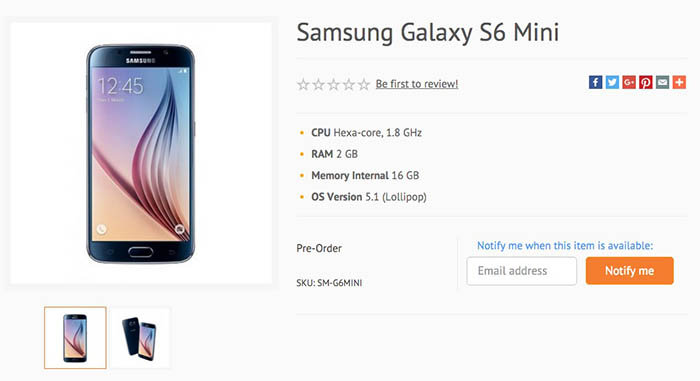 Samsung Galaxy S6 Mini
Be first to review!
SAMSUNG
12:45
CPU Hexa-core, 1.8 GHz
RAM 2 GB
Memory Internal 16 GB
OS Version 5.1 (Lollipop)
Pre-Order
Notify me when this item is available:
Email address
Notify me
SKU: SM-G6MINI